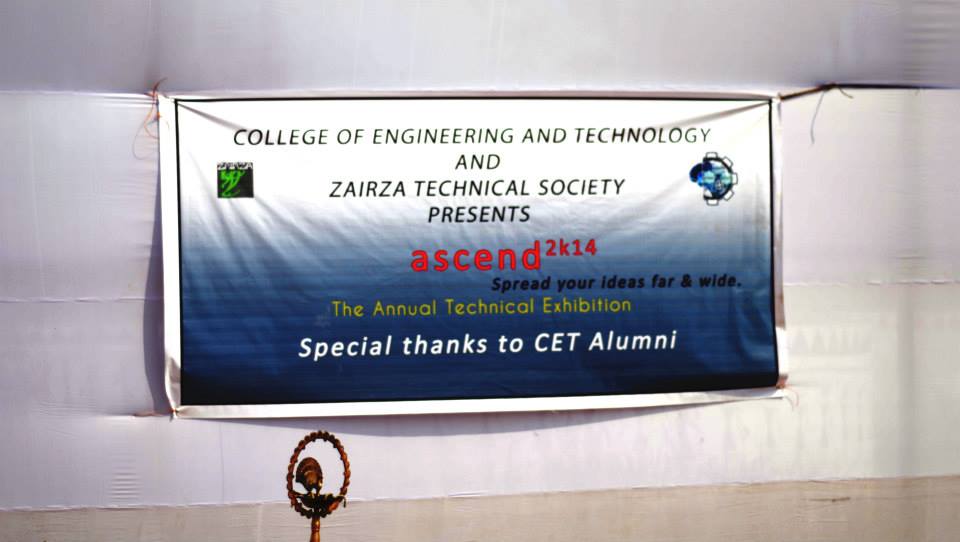 COLLEGE OF ENGINEERING AND TECHNOLOGY
AND
ZAIRZA
ZAIRZA TECHNICAL SOCIETY
PRESENTS
ascend2k14
Spread your ideas far & wide.
The Annual Technical Exhibition
Special thanks to CET Alumni